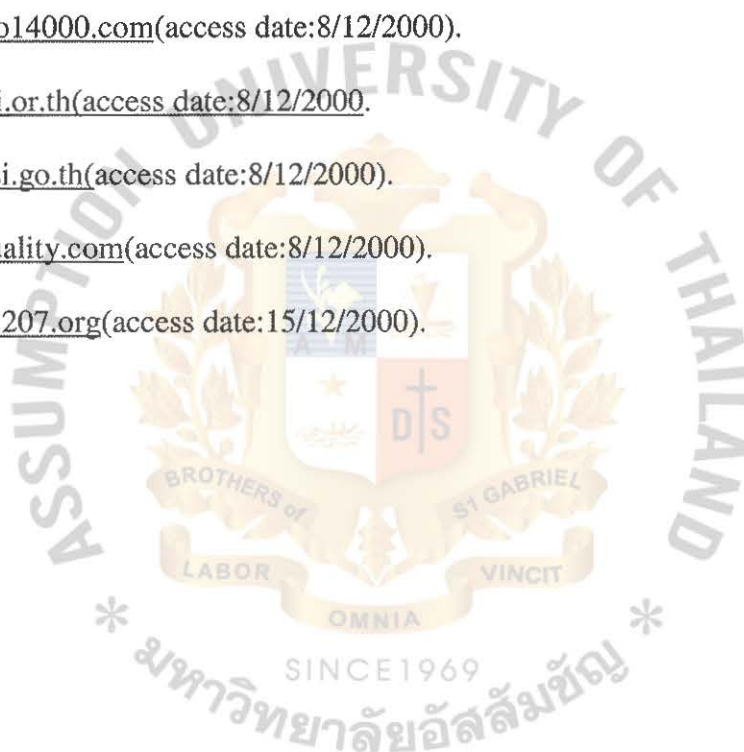 o14000.com(access date:8/12/2000).
i.or.th(access date:8/12/2000.
si.go.th(access date:8/12/2000).
uality.com(access date:8/12/2000).
207.org(access date:15/12/2000).
ASSUMPTION UNIVERSITY OF THAILAND
A M
D S
BROTHERS of
ST GABRIEL
LABOR
VINCIT
OMNIA
SINCE1969
มหาวิทยาลัยอัสสัมชัญ